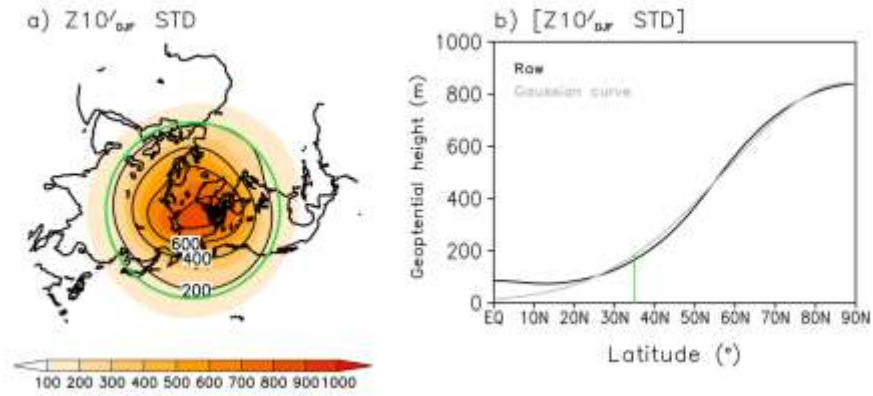 a) Z10′DJF STD
600
400
200
100 200 300 400 500 600 700 800 900 1000
b) [Z10′DJF STD]
1000
800
600
400
200
0
Geoptential height (m)
Raw
Gaussian curve
EQ 10N 20N 30N 40N 50N 60N 70N 80N 90N
Latitude (°)